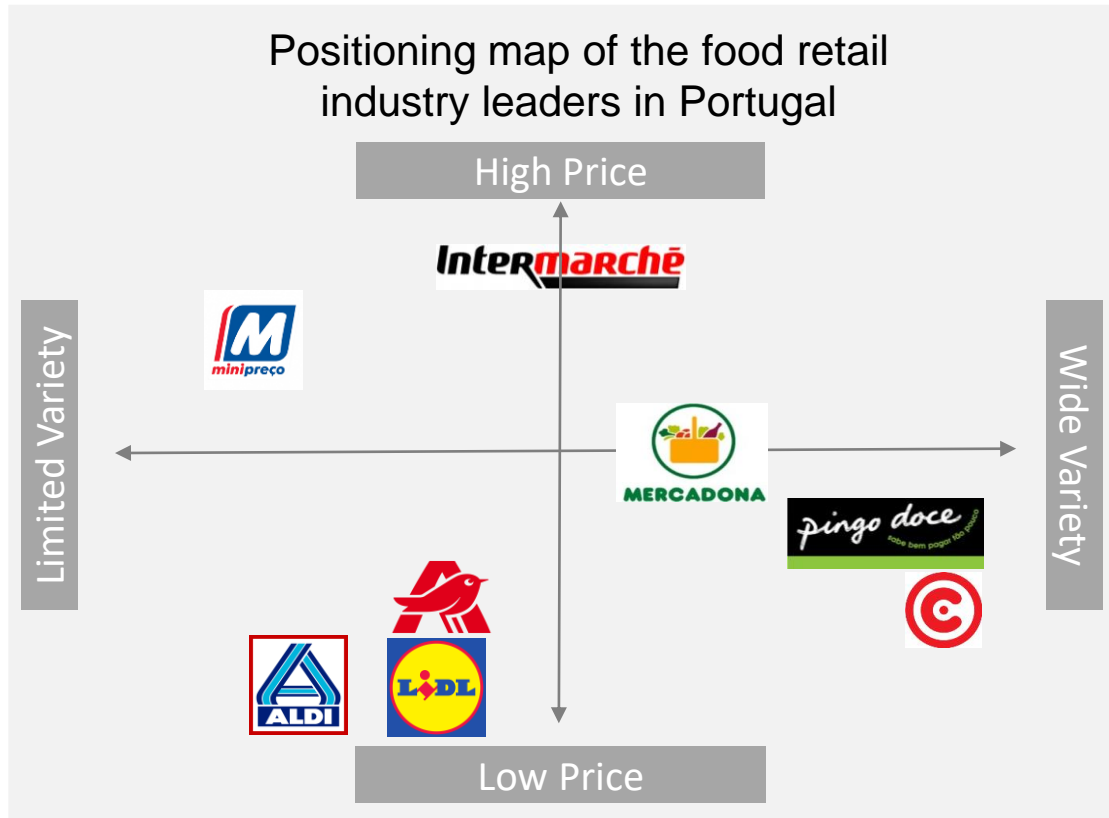 Positioning map of the food retail
industry leaders in Portugal
High Price
Intermarchē
M
minipreço
Limited Variety
Wide Variety
MERCADONA
pingo doce
sabe bem pagar tão pouco
C
A
ALDI
LiDL
Low Price